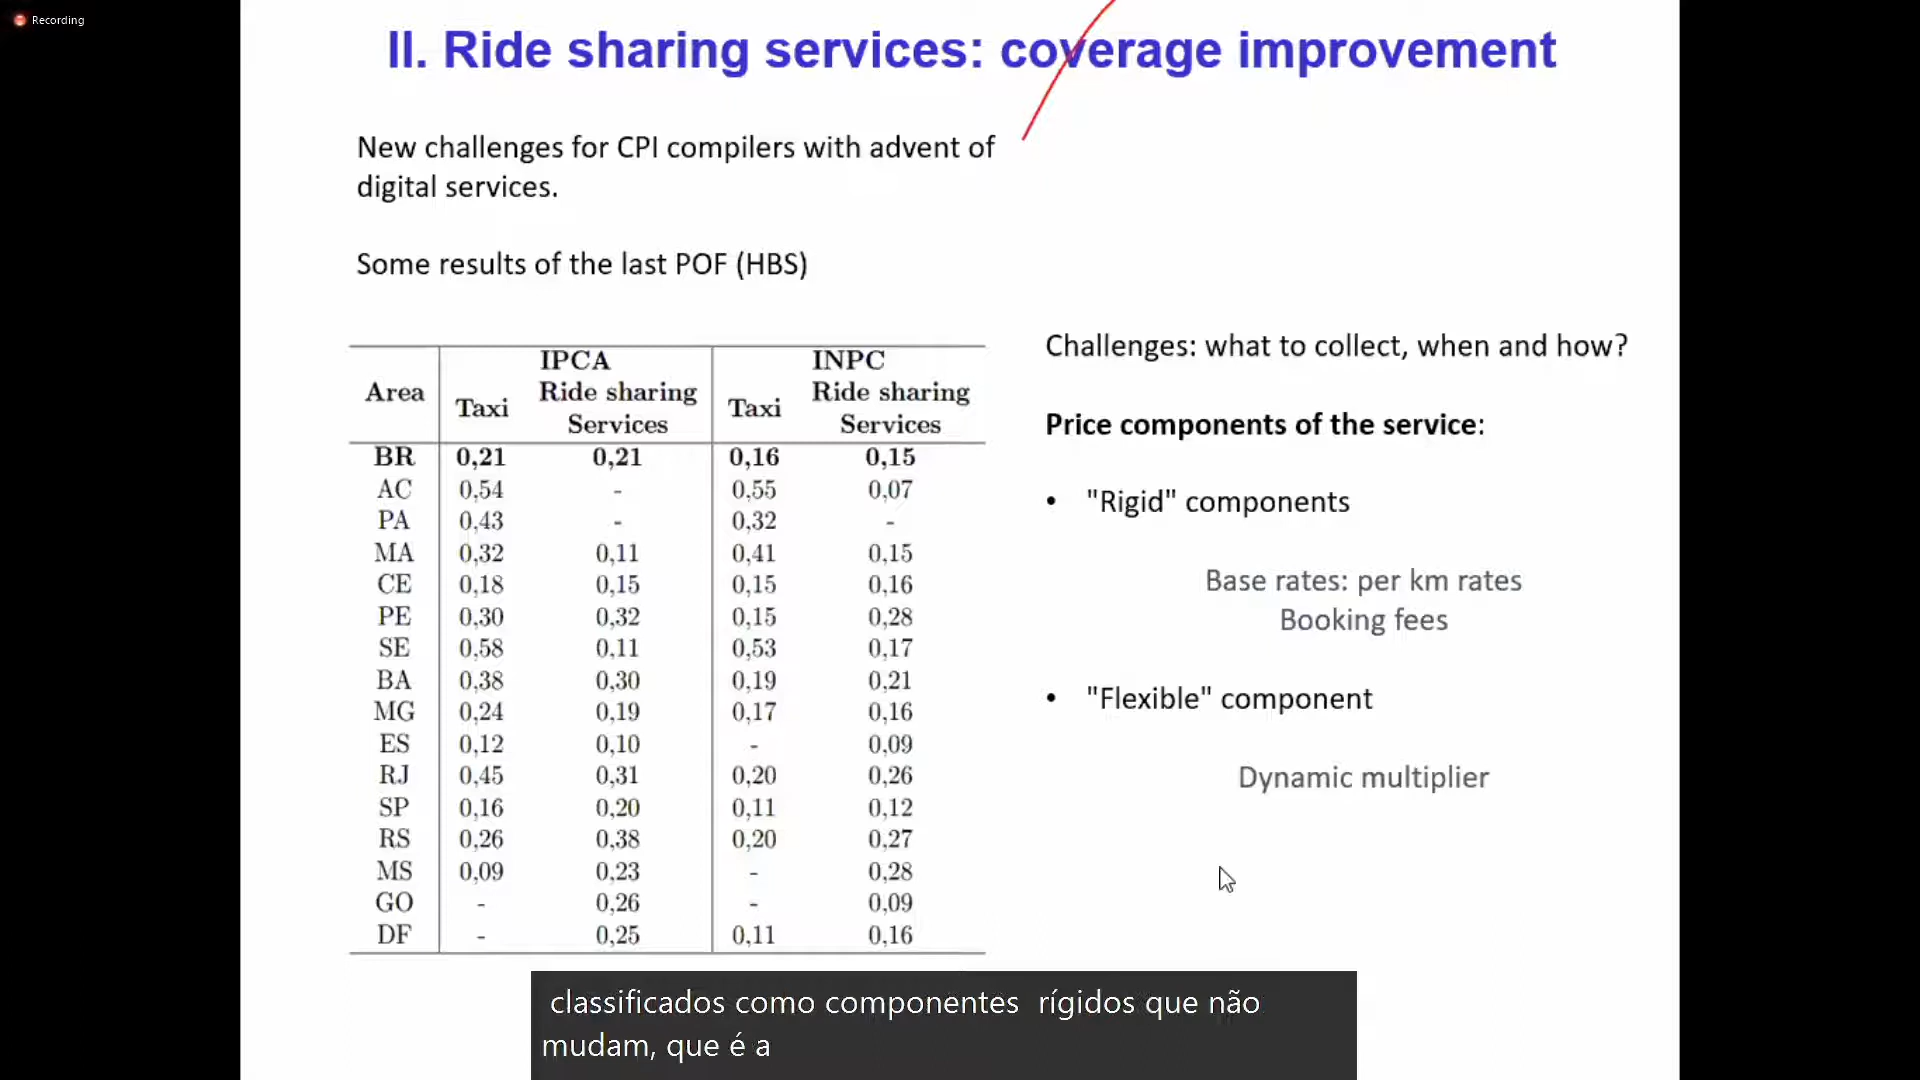 Recording
II. Ride sharing services: coverage improvement
New challenges for CPI compilers with advent of
digital services.
Some results of the last POF (HBS)
IPCA INPC
Area Taxi Ride sharing Services Taxi Ride sharing Services
BR 0,21 0,21 0,16 0,15
AC 0,54 - 0,55 0,07
PA 0,43 - 0,32 -
MA 0,32 0,11 0,41 0,15
CE 0,18 0,15 0,15 0,16
PE 0,30 0,32 0,15 0,28
SE 0,58 0,11 0,53 0,17
BA 0,38 0,30 0,19 0,21
MG 0,24 0,19 0,17 0,16
ES 0,12 0,10 - 0,09
RJ 0,45 0,31 0,20 0,26
SP 0,16 0,20 0,11 0,12
RS 0,26 0,38 0,20 0,27
MS 0,09 0,23 - 0,28
GO - 0,26 - 0,09
DF - 0,25 0,11 0,16
Challenges: what to collect, when and how?
Price components of the service:
• "Rigid" components
Base rates: per km rates
Booking fees
• "Flexible" component
Dynamic multiplier
classificados como componentes rígidos que não
mudam, que é a